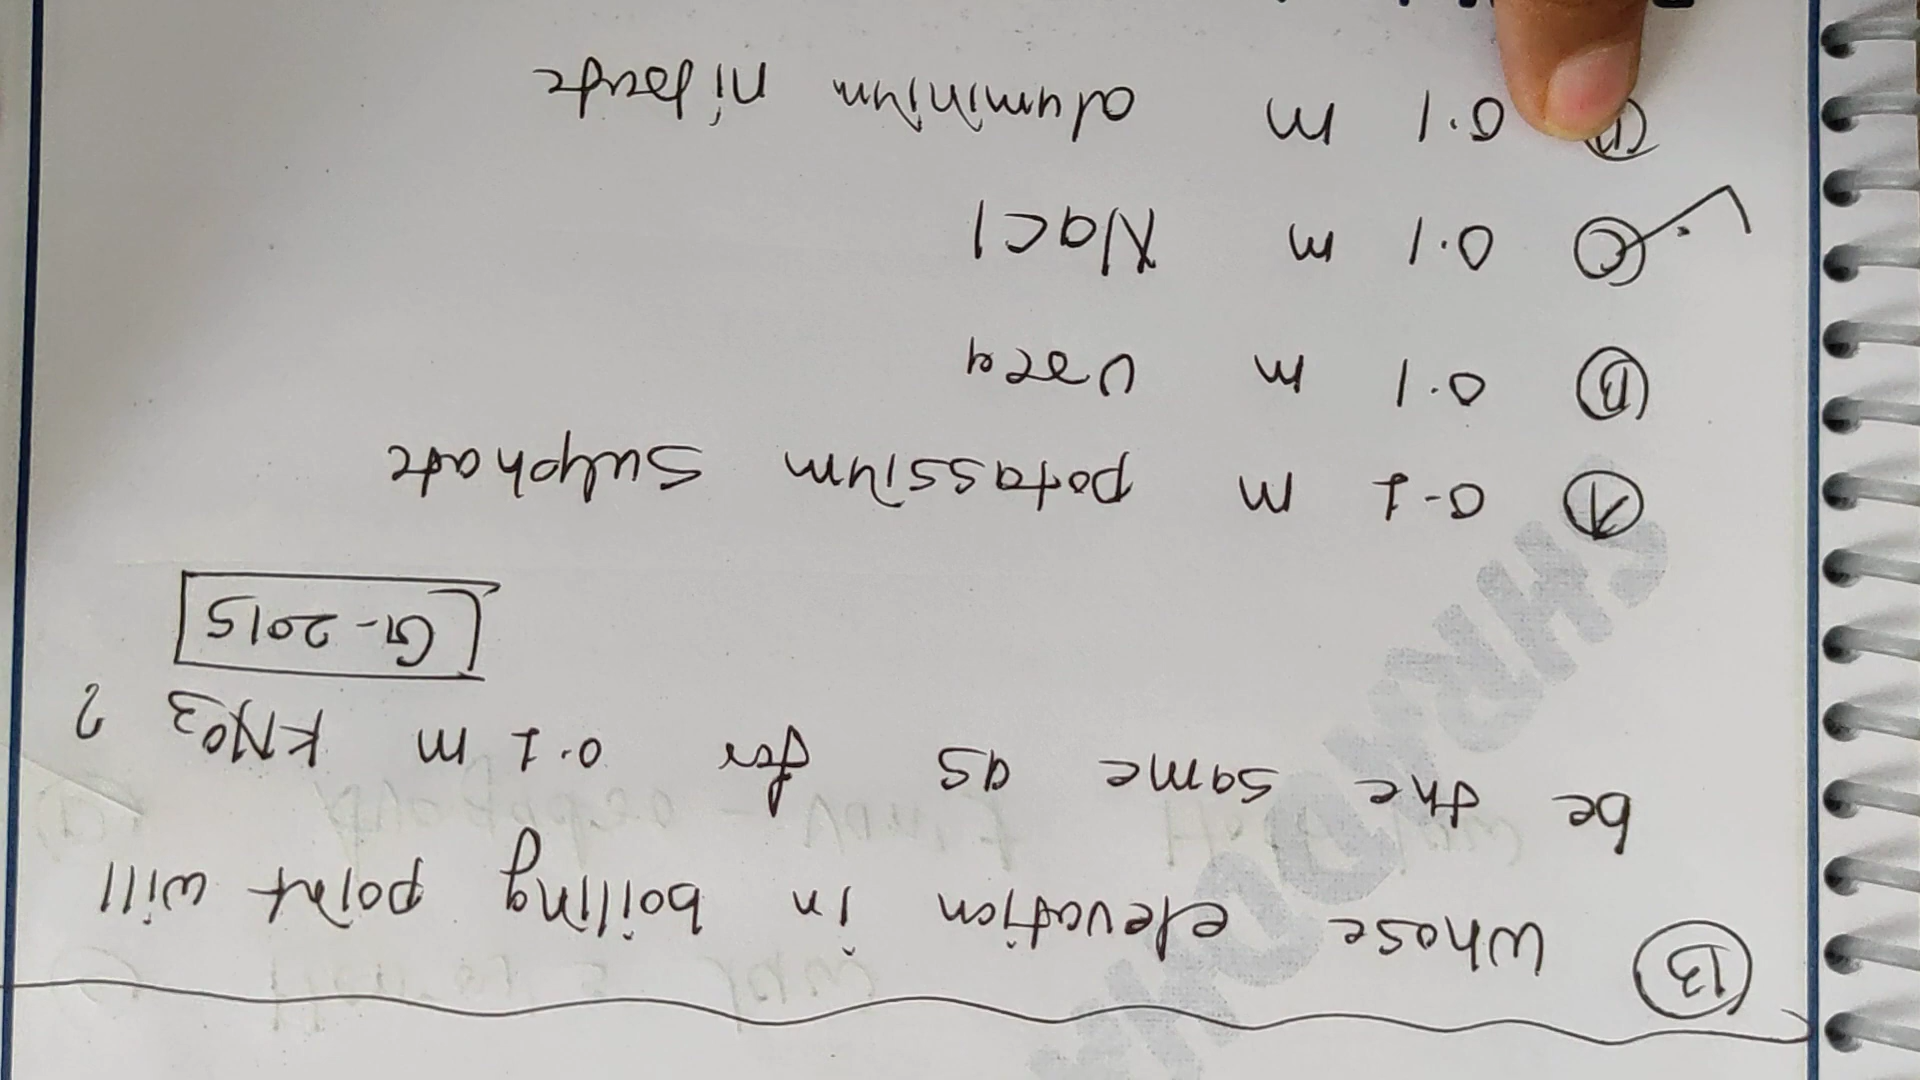 13 Whose elevation in boiling point will
be the same as for 0.1 m KNO3 ?
G-2015
A 0.1 m potassium sulphate
B 0.1 m Urea
C 0.1 m NaCl
D 0.1 m aluminium nitrate